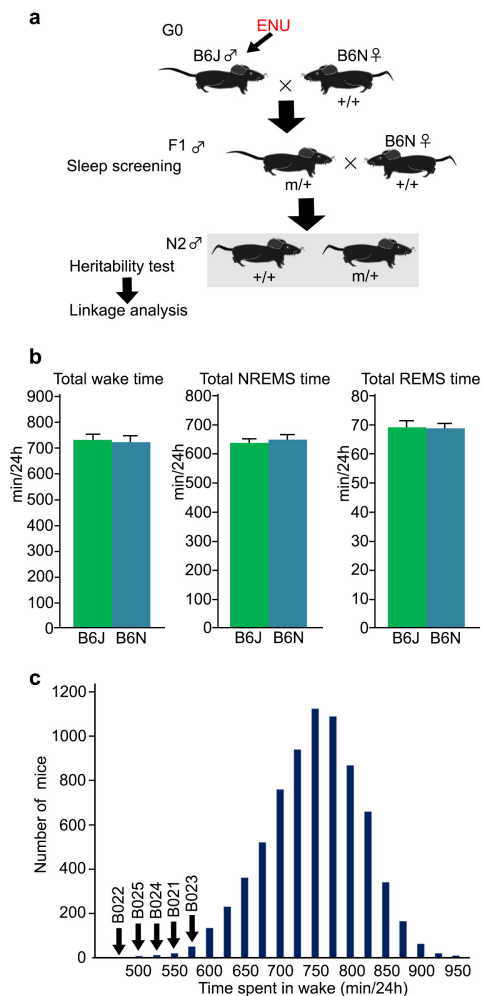 a
G0
ENU
B6J ♂
B6N ♀
×
+/+
F1 ♂
Sleep screening
B6N ♀
×
m/+
+/+
N2 ♂
Heritability test
+/+
m/+
Linkage analysis
b
Total wake time
Total NREMS time
Total REMS time
min/24h
900
800
700
600
500
400
300
200
100
0
B6J B6N
min/24h
800
700
600
500
400
300
200
100
0
B6J B6N
min/24h
80
70
60
50
40
30
20
10
0
B6J B6N
c
Number of mice
1200
1000
800
600
400
200
0
B022
B025
B024
B021
B023
500 550 600 650 700 750 800 850 900 950
Time spent in wake (min/24h)